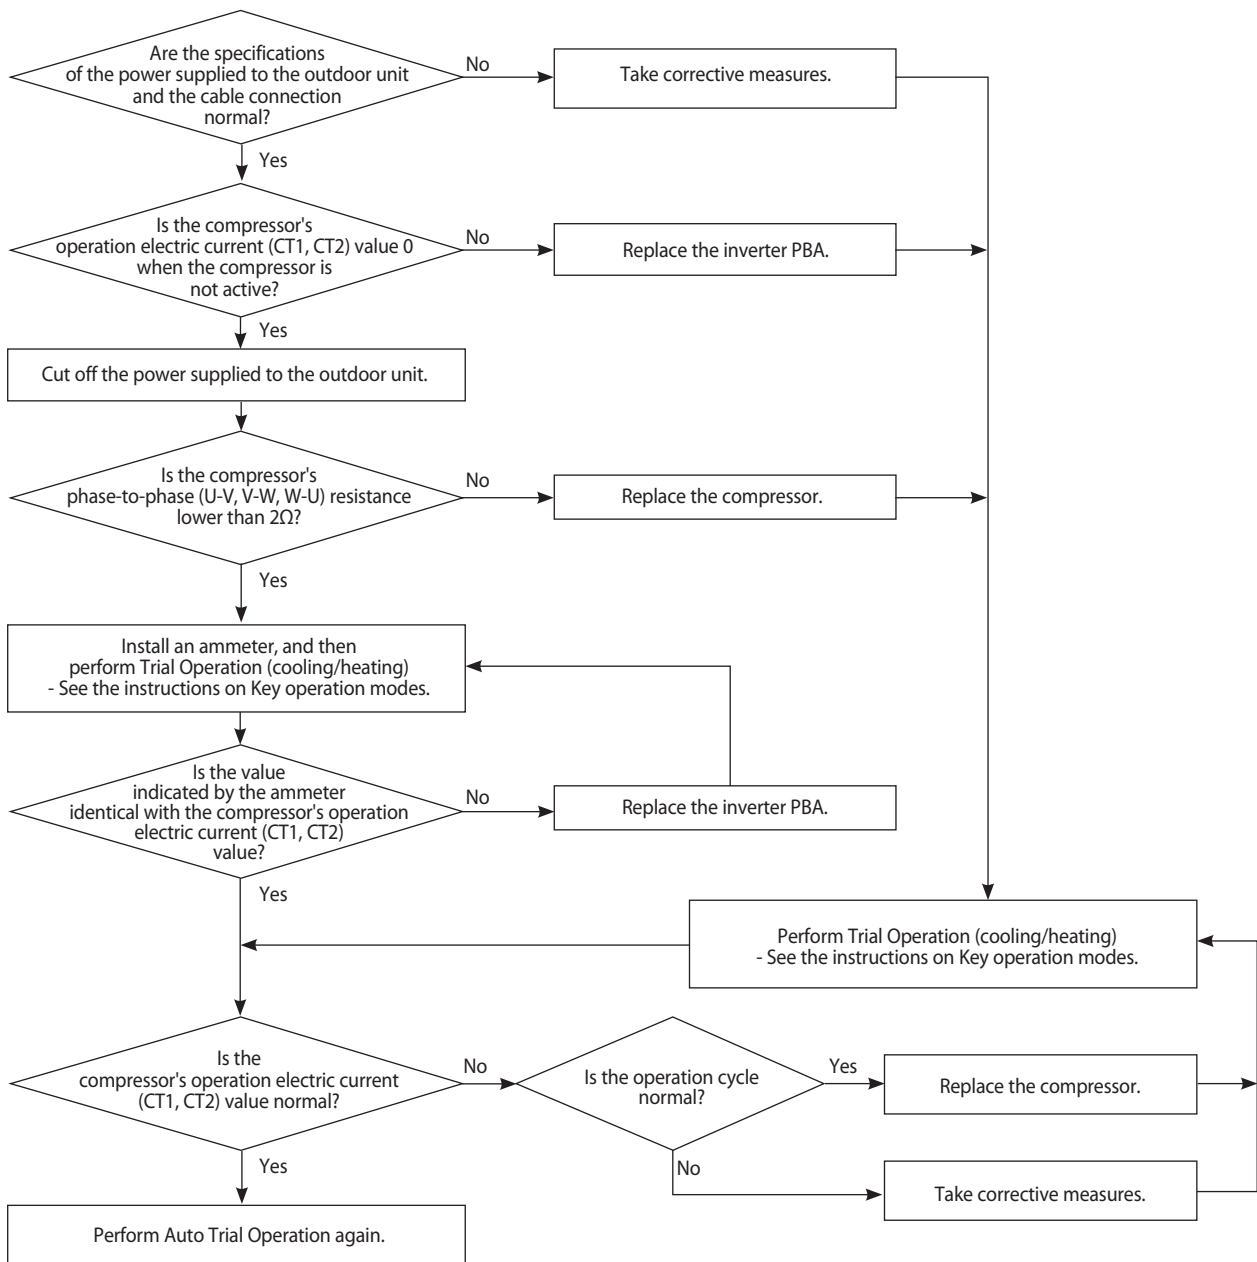 Are the specifications
of the power supplied to the outdoor unit
and the cable connection
normal?
No
Take corrective measures.
Yes
Is the compressor's
operation electric current (CT1, CT2) value 0
when the compressor is
not active?
No
Replace the inverter PBA.
Yes
Cut off the power supplied to the outdoor unit.
Is the compressor's
phase-to-phase (U-V, V-W, W-U) resistance
lower than 2Ω?
No
Replace the compressor.
Yes
Install an ammeter, and then
perform Trial Operation (cooling/heating)
- See the instructions on Key operation modes.
Is the value
indicated by the ammeter
identical with the compressor's operation
electric current (CT1, CT2)
value?
No
Replace the inverter PBA.
Yes
Perform Trial Operation (cooling/heating)
- See the instructions on Key operation modes.
Is the
compressor's operation electric current
(CT1, CT2) value normal?
No
Is the operation cycle
normal?
Yes
Replace the compressor.
No
Take corrective measures.
Yes
Perform Auto Trial Operation again.